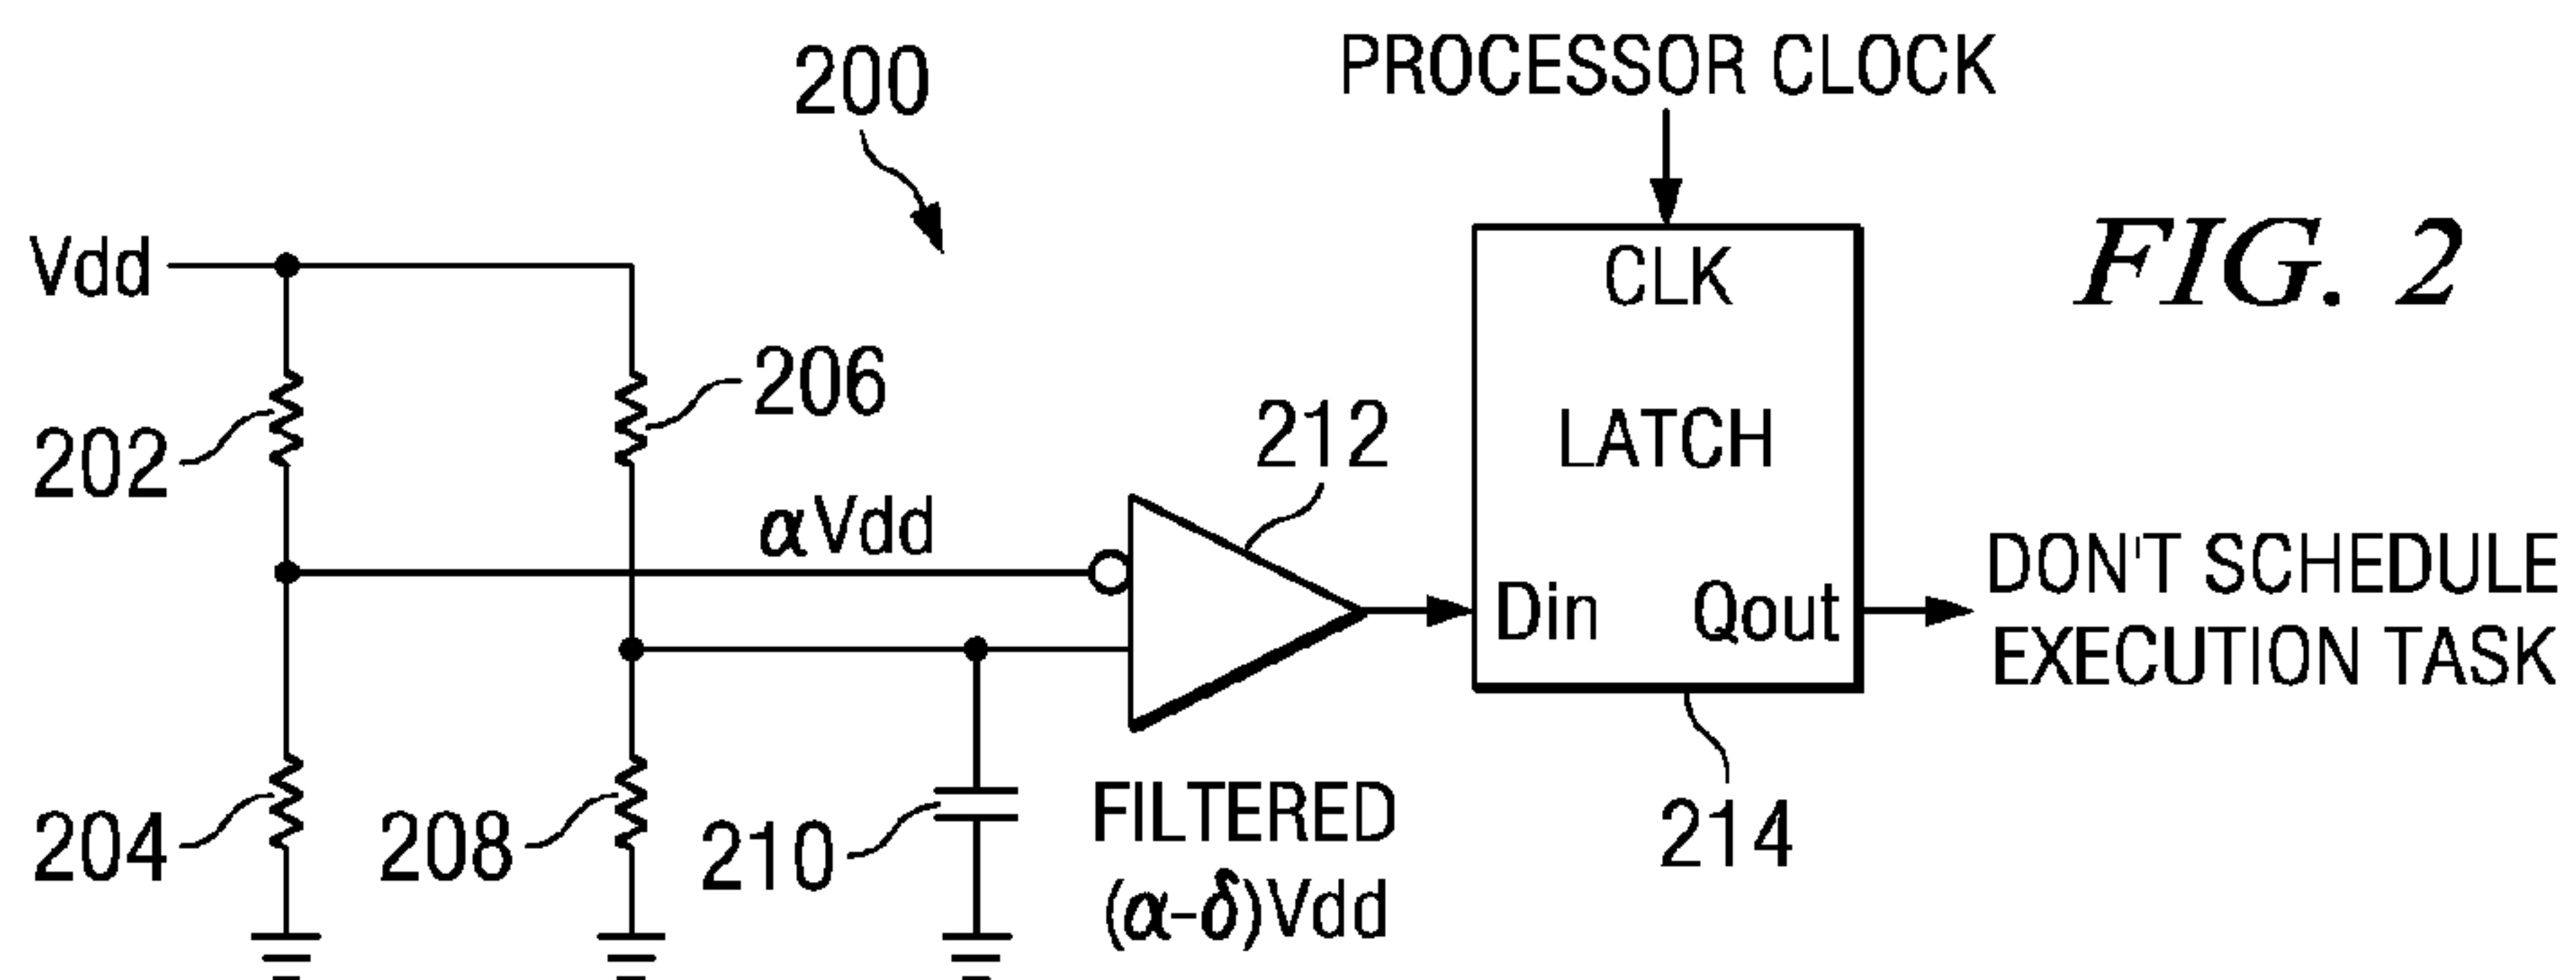 200
PROCESSOR CLOCK
FIG. 2
Vdd
CLK
206
202
LATCH
212
αVdd
Din
Qout
DON'T SCHEDULE
EXECUTION TASK
204
208
210
FILTERED
(α-δ)Vdd
214